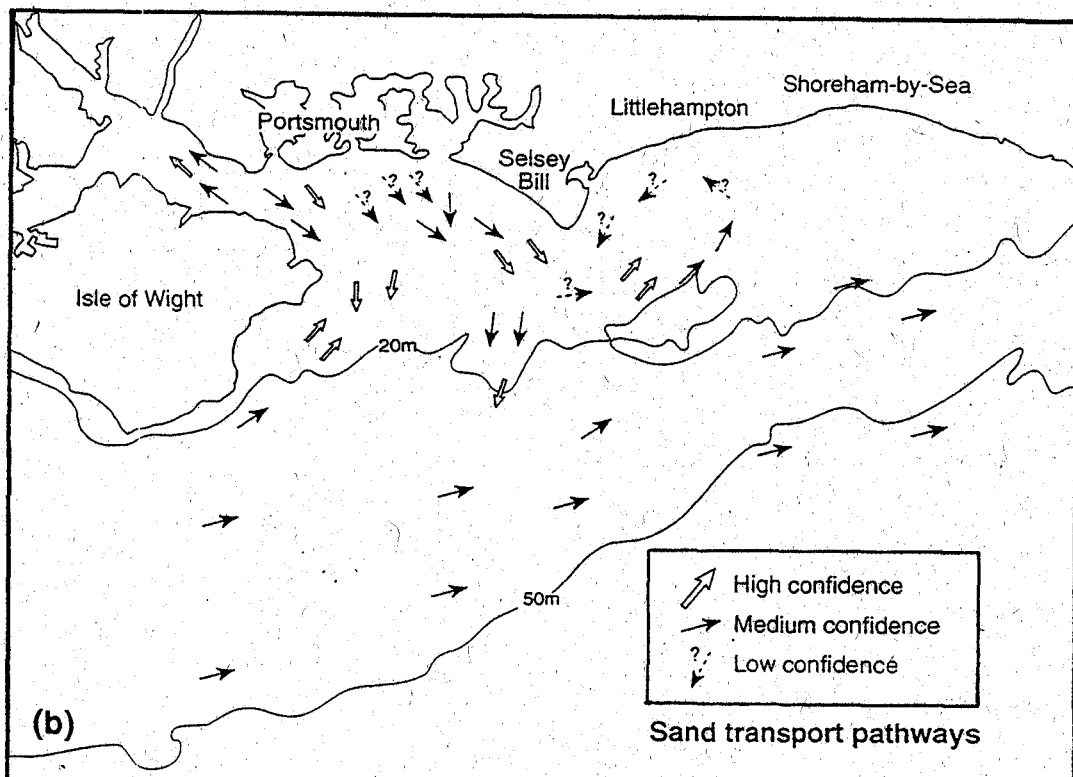 Shoreham-by-Sea
Littlehampton
Portsmouth
Selsey
Bill
?
?
?
?
?
?
?
Isle of Wight
20m
50m
High confidence
Medium confidence
?
Low confidence
(b)
Sand transport pathways